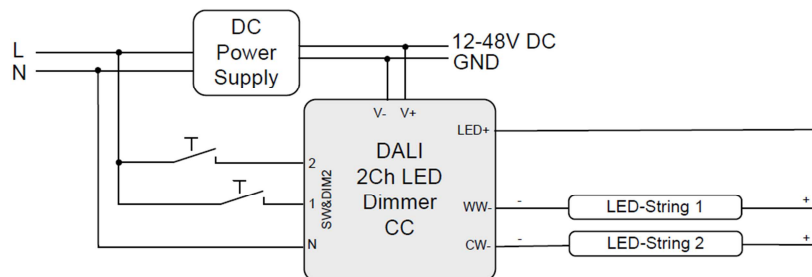 DC
Power
Supply
L
N
12-48V DC
GND
V- V+
LED+
DALI
2Ch LED
Dimmer
CC
2
1
N
SW&DIM2
WW-
CW-
- LED-String 1 +
- LED-String 2 +